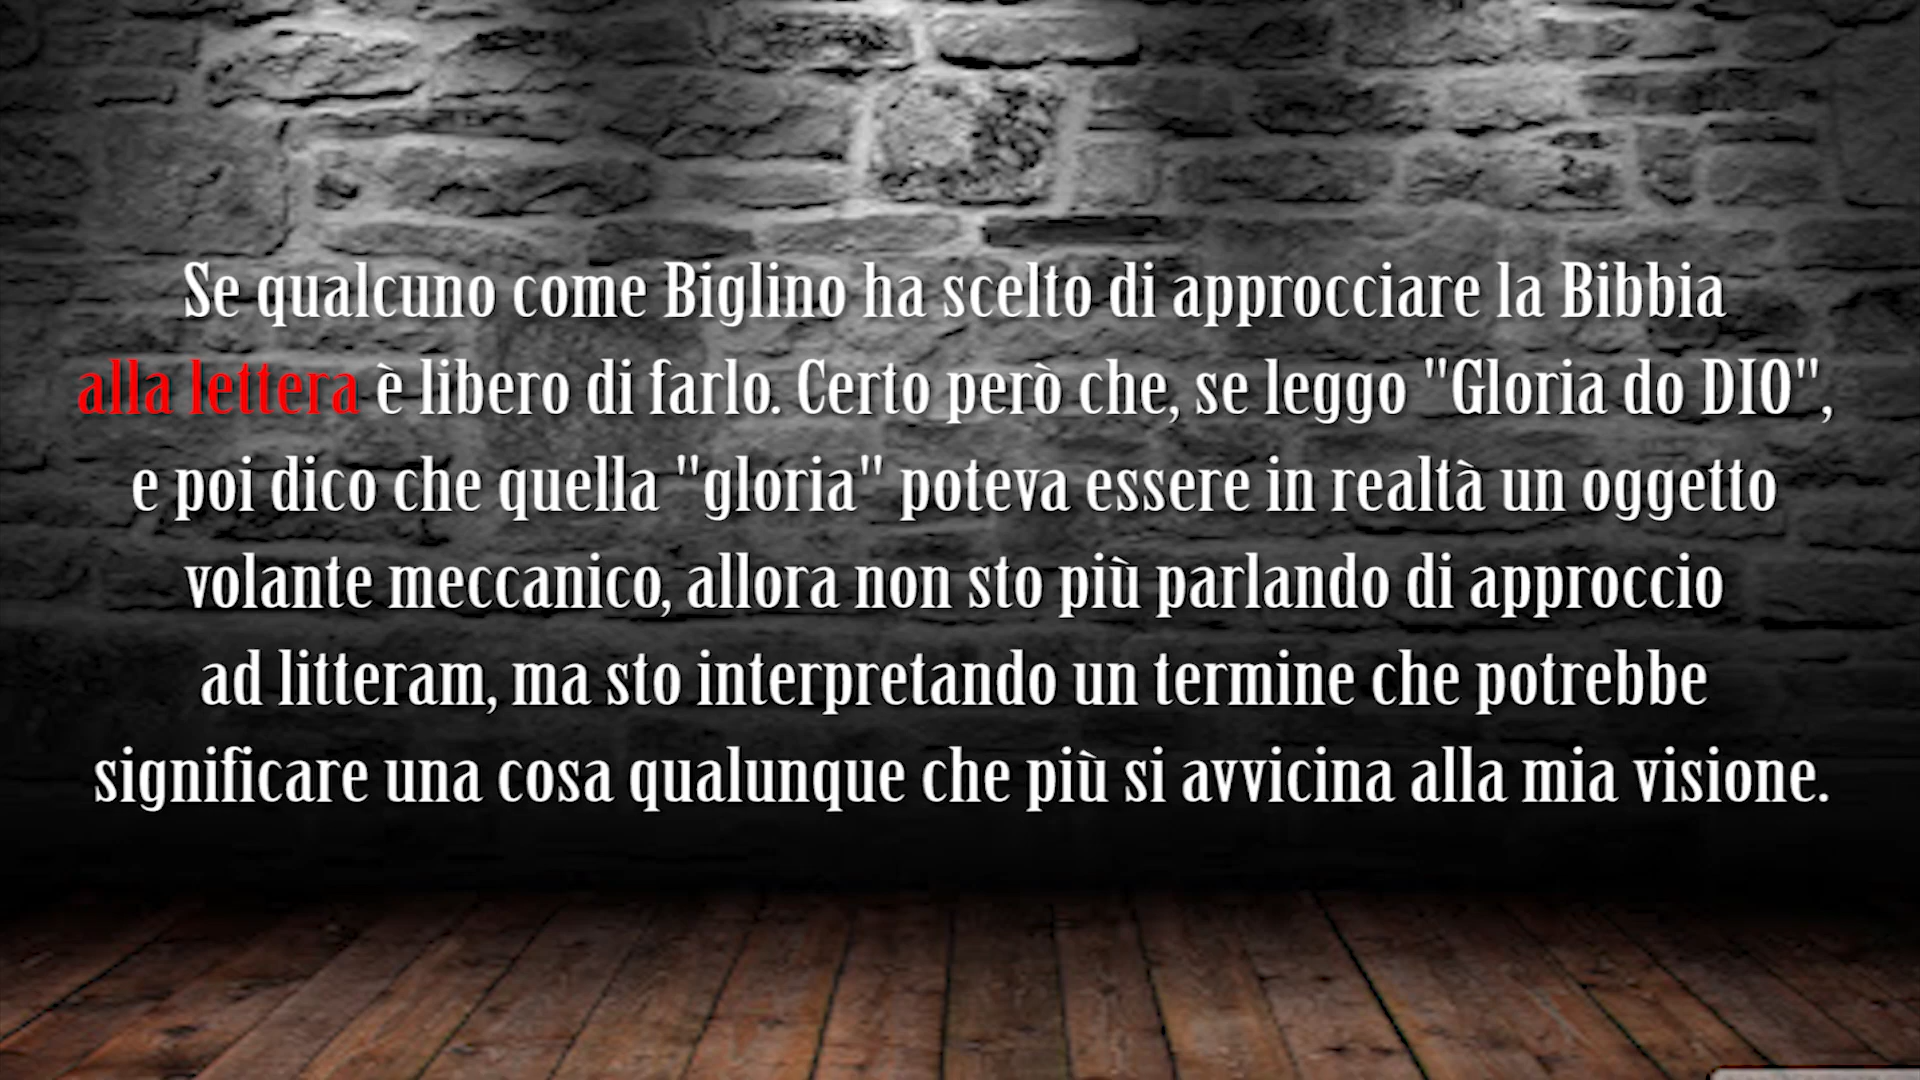 Se qualcuno come Biglino ha scelto di approcciare la Bibbia
alla lettera è libero di farlo. Certo però che, se leggo "Gloria do DIO",
e poi dico che quella "gloria" poteva essere in realtà un oggetto
volante meccanico, allora non sto più parlando di approccio
ad litteram, ma sto interpretando un termine che potrebbe
significare una cosa qualunque che più si avvicina alla mia visione.